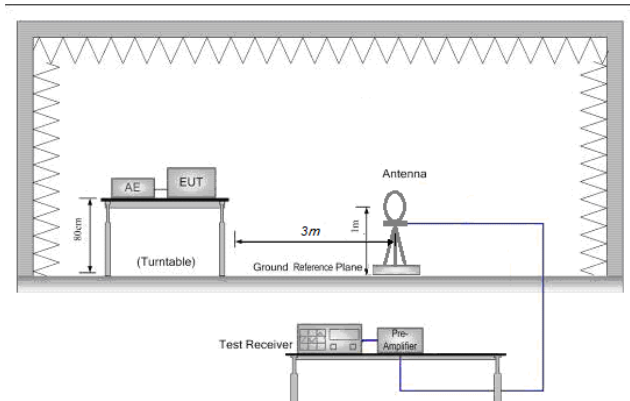 Antenna
AE
EUT
80cm
3m
1m
(Turntable)
Ground Reference Plane
Test Receiver
Pre-
Amplifier